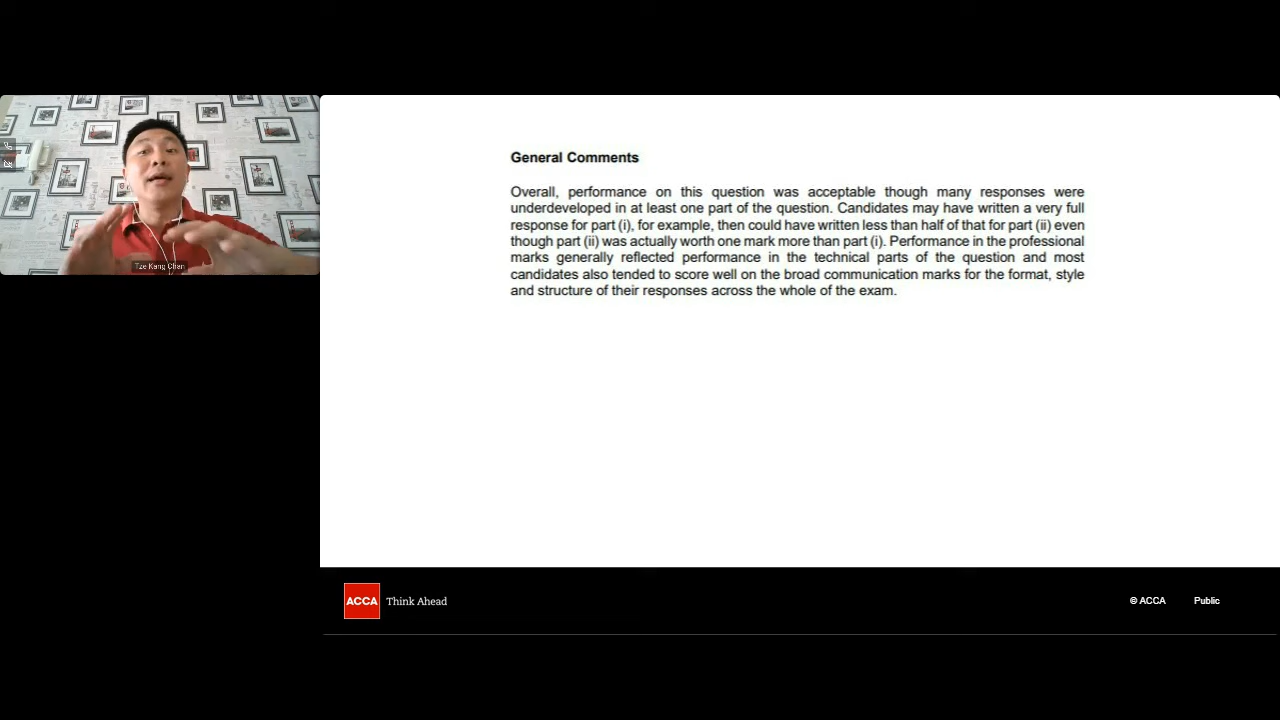 General Comments
Overall, performance on this question was acceptable though many responses were
underdeveloped in at least one part of the question. Candidates may have written a very full
response for part (i), for example, then could have written less than half of that for part (ii) even
though part (ii) was actually worth one mark more than part (i). Performance in the professional
marks generally reflected performance in the technical parts of the question and most
candidates also tended to score well on the broad communication marks for the format, style
and structure of their responses across the whole of the exam.
Tze Kang Chan
ACCA Think Ahead
© ACCA Public